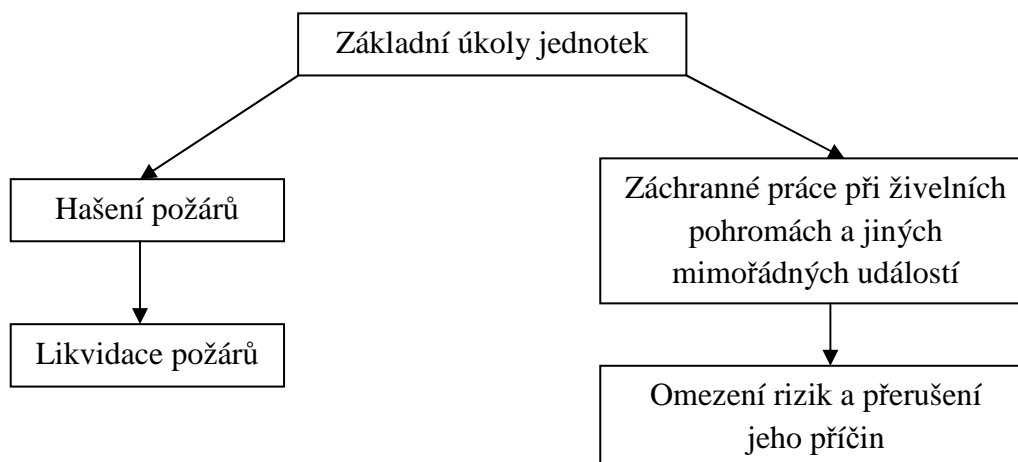 Základní úkoly jednotek
Hašení požárů
Likvidace požárů
Záchranné práce při živelních
pohromách a jiných
mimořádných událostí
Omezení rizik a přerušení
jeho příčin